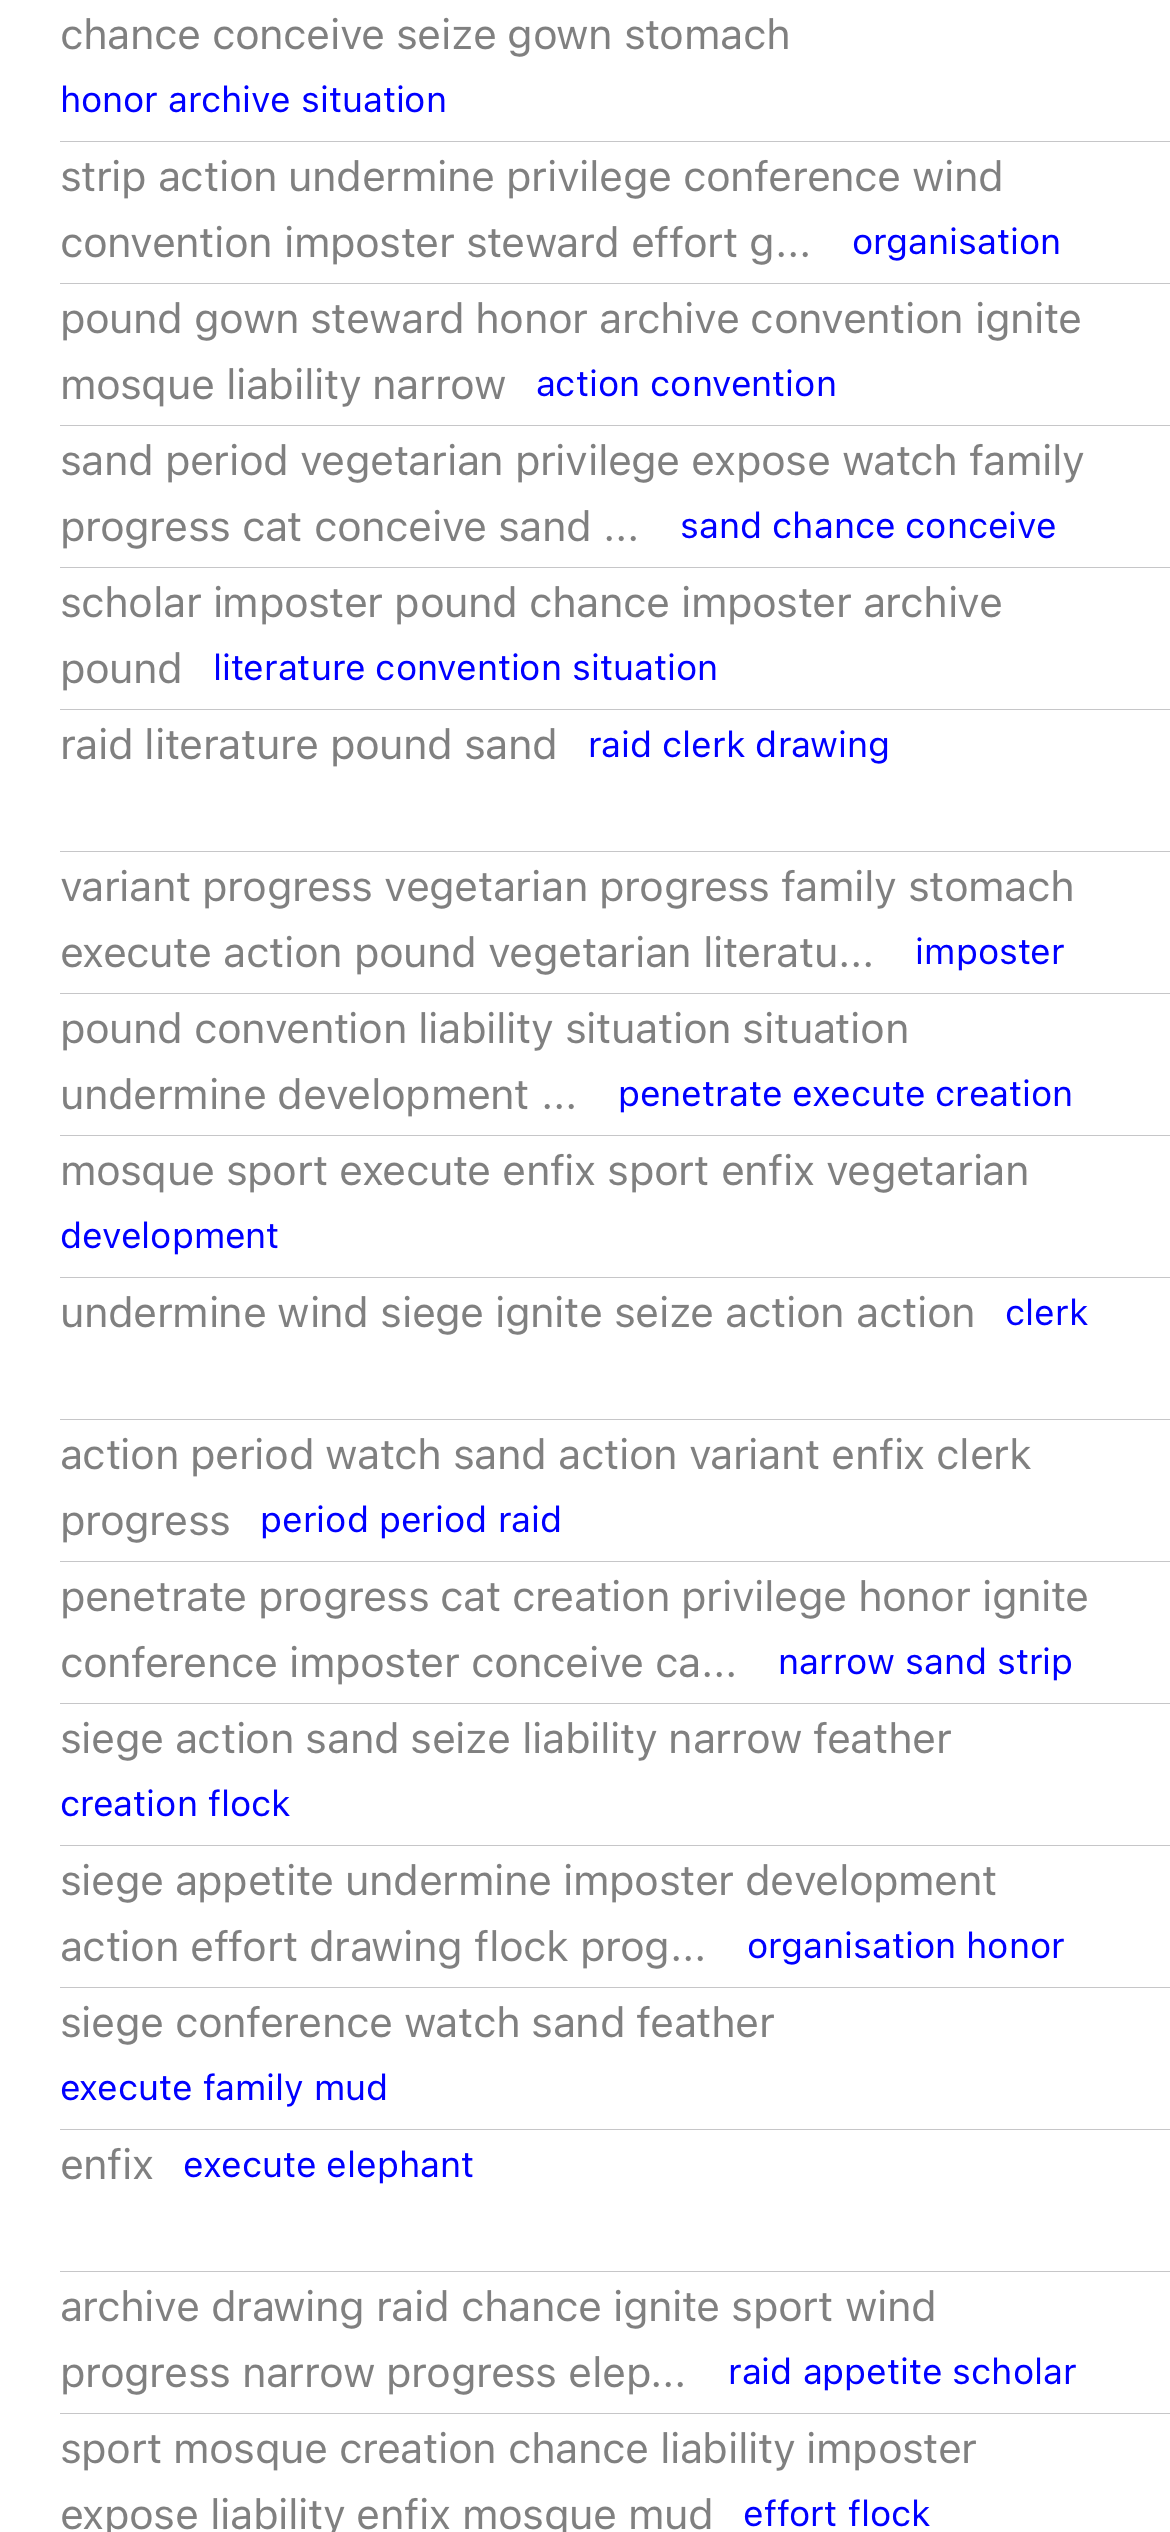 chance conceive seize gown stomach
honor archive situation
strip action undermine privilege conference wind
convention imposter steward effort g... organisation
pound gown steward honor archive convention ignite
mosque liability narrow action convention
sand period vegetarian privilege expose watch family
progress cat conceive sand ... sand chance conceive
scholar imposter pound chance imposter archive
pound literature convention situation
raid literature pound sand raid clerk drawing
variant progress vegetarian progress family stomach
execute action pound vegetarian literatu... imposter
pound convention liability situation situation
undermine development ... penetrate execute creation
mosque sport execute enfix sport enfix vegetarian
development
undermine wind siege ignite seize action action clerk
action period watch sand action variant enfix clerk
progress period period raid
penetrate progress cat creation privilege honor ignite
conference imposter conceive ca... narrow sand strip
siege action sand seize liability narrow feather
creation flock
siege appetite undermine imposter development
action effort drawing flock prog... organisation honor
siege conference watch sand feather
execute family mud
enfix execute elephant
archive drawing raid chance ignite sport wind
progress narrow progress elep... raid appetite scholar
sport mosque creation chance liability imposter
expose liability enfix mosque mud effort flock